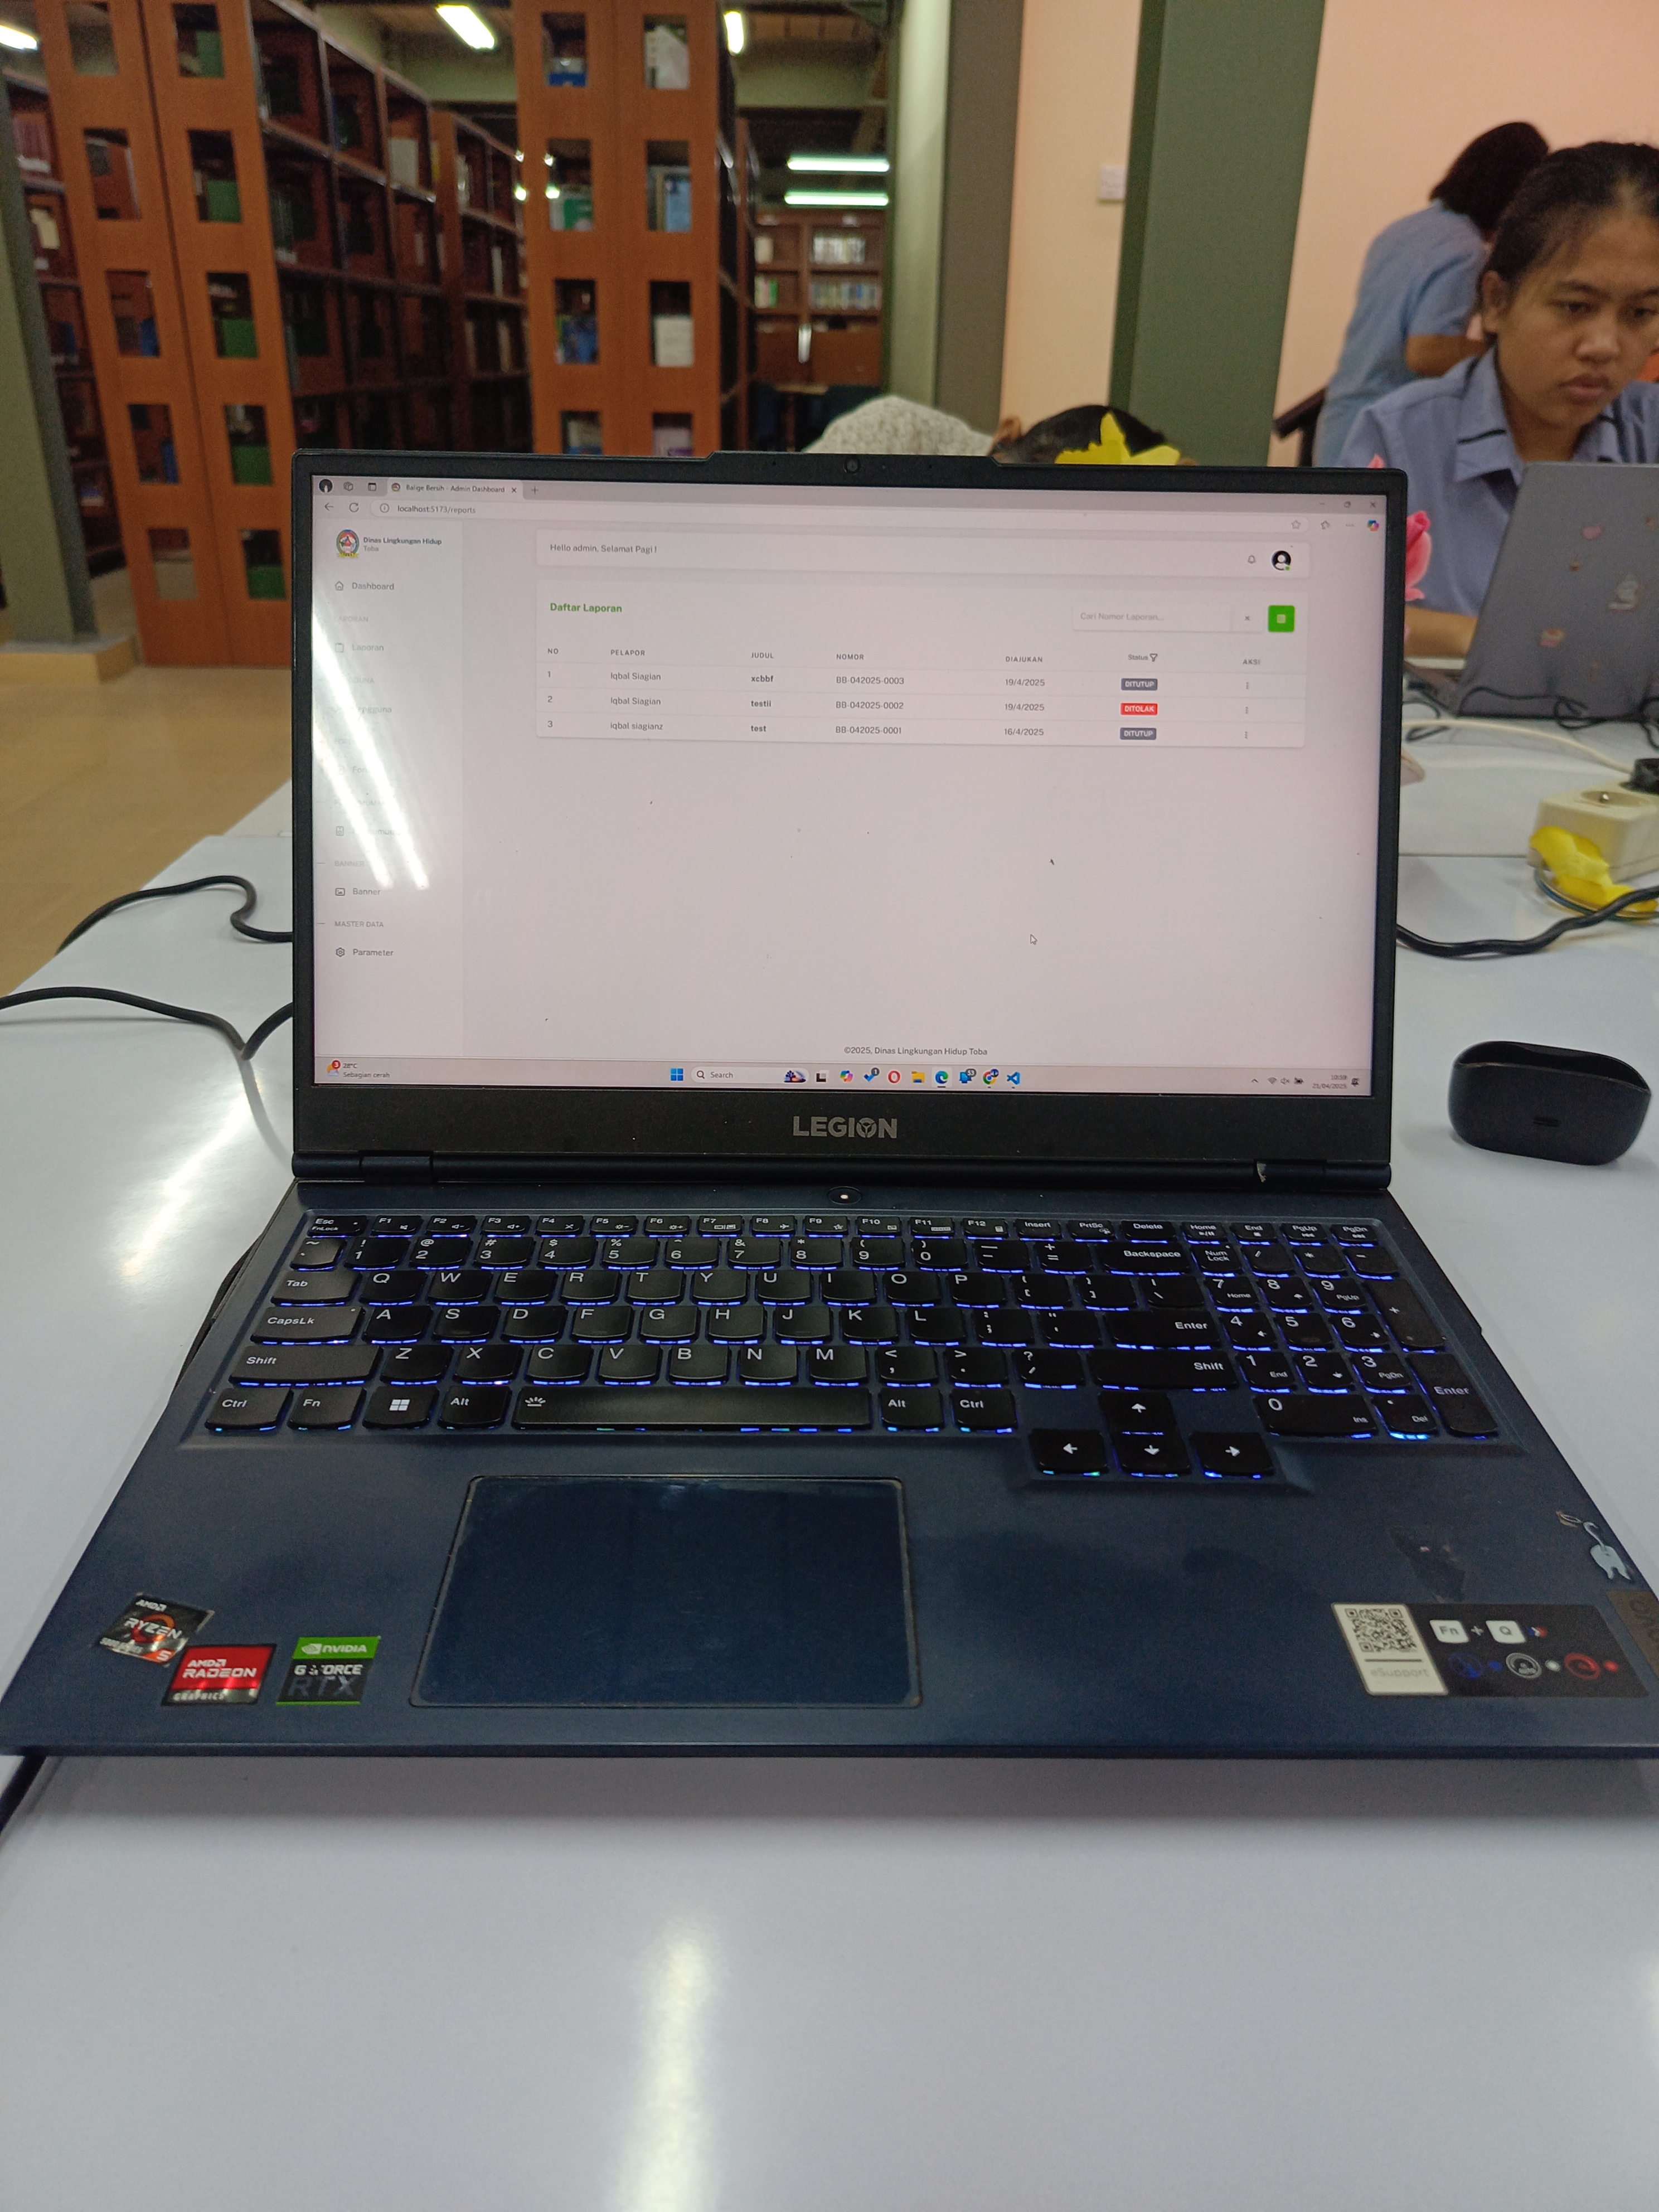 Balige Bersih - Admin Dashboard
localhost:5173/reports
Dinas Lingkungan Hidup
Toba
Hello admin, Selamat Pagi !
Dashboard
Laporan
Banner
MASTER DATA
Parameter
Daftar Laporan
Cari Nomor Laporan...
NO PELAPOR JUDUL NOMOR DIAJUKAN Status AKSI
1 Iqbal Siagian xcbbf BB-042025-0003 19/4/2025 DITUTUP
2 Iqbal Siagian testii BB-042025-0002 19/4/2025 DITOLAK
3 iqbal siagianz test BB-042025-0001 16/4/2025 DITUTUP
©2025, Dinas Lingkungan Hidup Toba
28°C
Sebagian cerah
Search
21/04/2025
LEGION
Esc FnLock F1 F2 F3 F4 F5 F6 F7 F8 F9 F10 F11 F12 Insert PrtSc Delete Home End PgUp PgDn
~ ` ! 1 @ 2 # 3 $ 4 % 5 ^ 6 & 7 * 8 ( 9 ) 0 _ - + = Backspace Num Lock / * -
Tab Q W E R T Y U I O P { [ } ] | \ 7 Home 8 9 PgUp +
CapsLk A S D F G H J K L : ; " ' Enter 4 5 6
Shift Z X C V B N M < , > . ? / Shift 1 End 2 3 PgDn Enter
Ctrl Fn Alt Alt Ctrl 0 Ins . Del
AMD
RYZEN
5
AMD
RADEON
GRAPHICS
NVIDIA
GEFORCE
RTX
eSupport
Fn + Q
AUTO